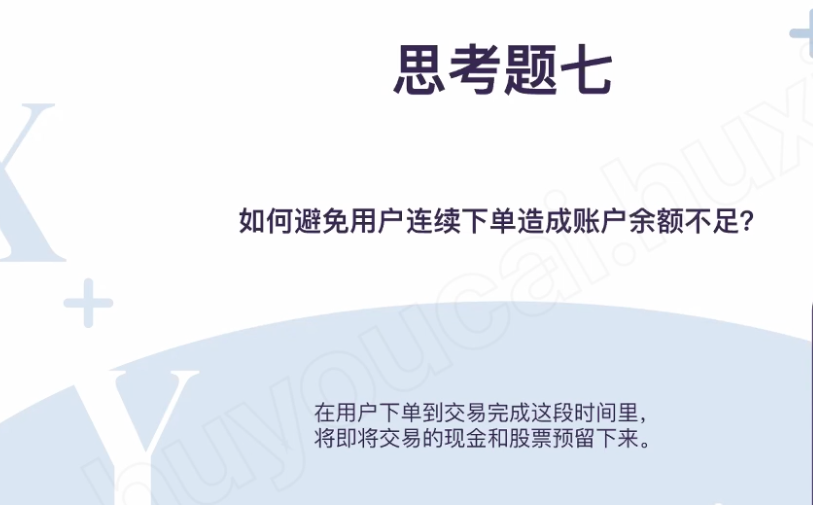 思考题七
如何避免用户连续下单造成账户余额不足？
在用户下单到交易完成这段时间里，
将即将交易的现金和股票预留下来。
X
Y
huyoucai.huxi